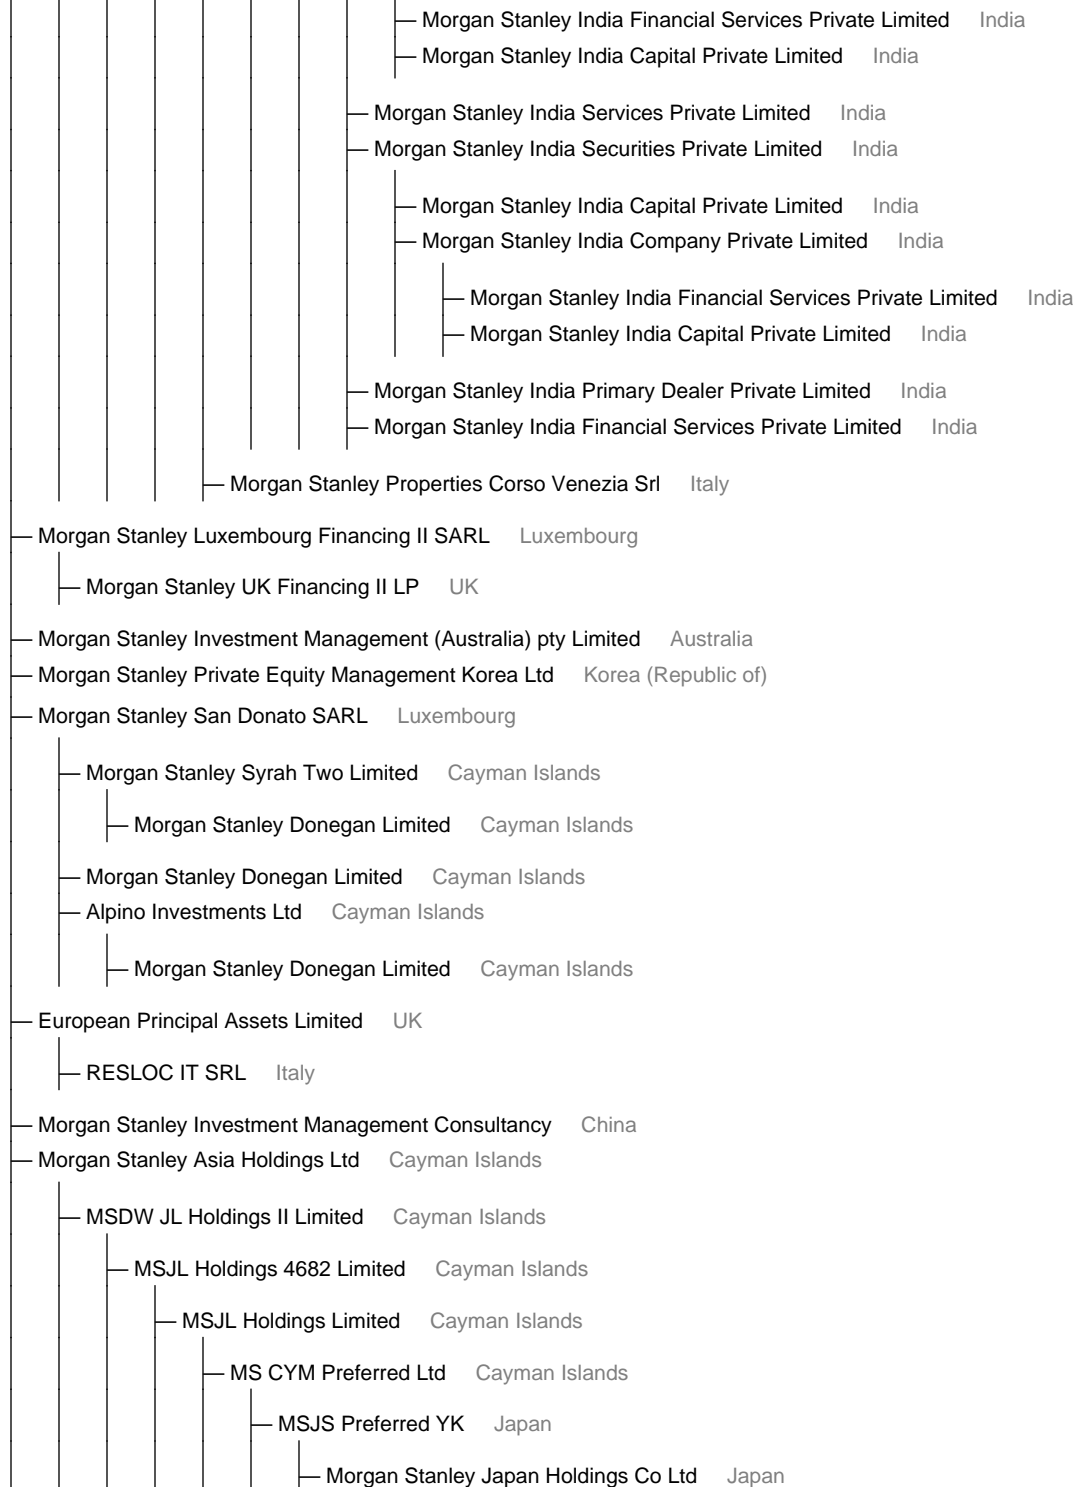 Morgan Stanley India Financial Services Private Limited India
Morgan Stanley India Capital Private Limited India
Morgan Stanley India Services Private Limited India
Morgan Stanley India Securities Private Limited India
Morgan Stanley India Capital Private Limited India
Morgan Stanley India Company Private Limited India
Morgan Stanley India Financial Services Private Limited India
Morgan Stanley India Capital Private Limited India
Morgan Stanley India Primary Dealer Private Limited India
Morgan Stanley India Financial Services Private Limited India
Morgan Stanley Properties Corso Venezia Srl Italy
Morgan Stanley Luxembourg Financing II SARL Luxembourg
Morgan Stanley UK Financing II LP UK
Morgan Stanley Investment Management (Australia) pty Limited Australia
Morgan Stanley Private Equity Management Korea Ltd Korea (Republic of)
Morgan Stanley San Donato SARL Luxembourg
Morgan Stanley Syrah Two Limited Cayman Islands
Morgan Stanley Donegan Limited Cayman Islands
Morgan Stanley Donegan Limited Cayman Islands
Alpino Investments Ltd Cayman Islands
Morgan Stanley Donegan Limited Cayman Islands
European Principal Assets Limited UK
RESLOC IT SRL Italy
Morgan Stanley Investment Management Consultancy China
Morgan Stanley Asia Holdings Ltd Cayman Islands
MSDW JL Holdings II Limited Cayman Islands
MSJL Holdings 4682 Limited Cayman Islands
MSJL Holdings Limited Cayman Islands
MS CYM Preferred Ltd Cayman Islands
MSJS Preferred YK Japan
Morgan Stanley Japan Holdings Co Ltd Japan